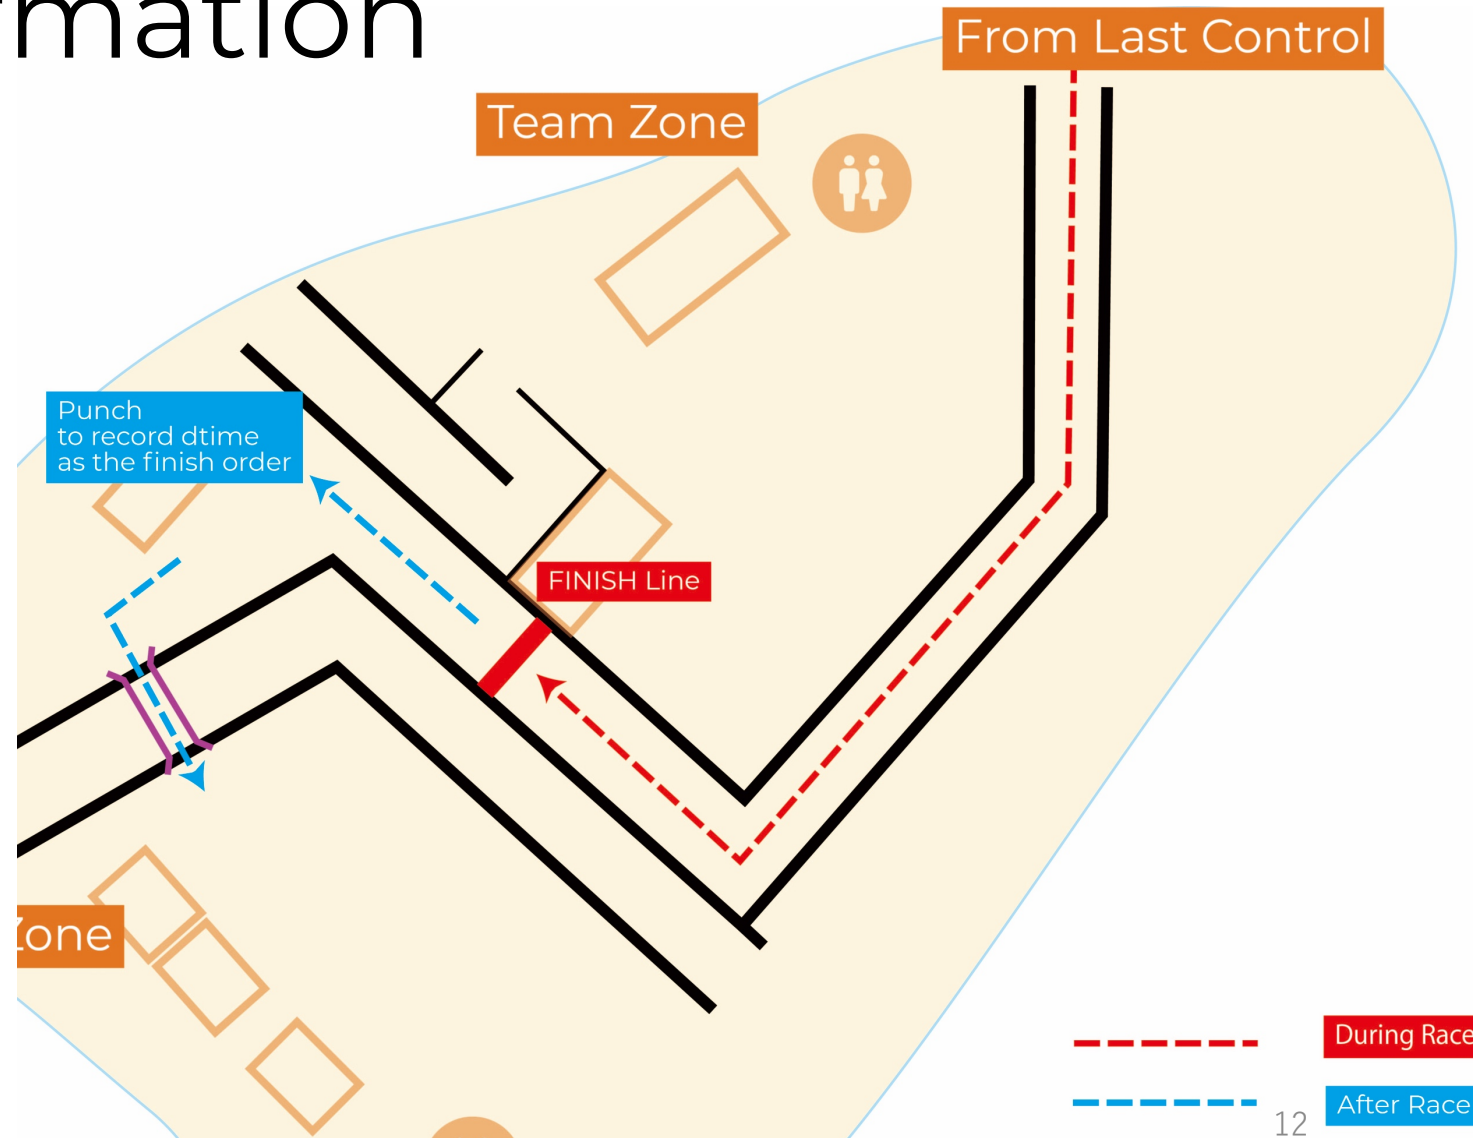 rmation
From Last Control
Team Zone
Punch
to record dtime
as the finish order
FINISH Line
Zone
During Race
After Race
12